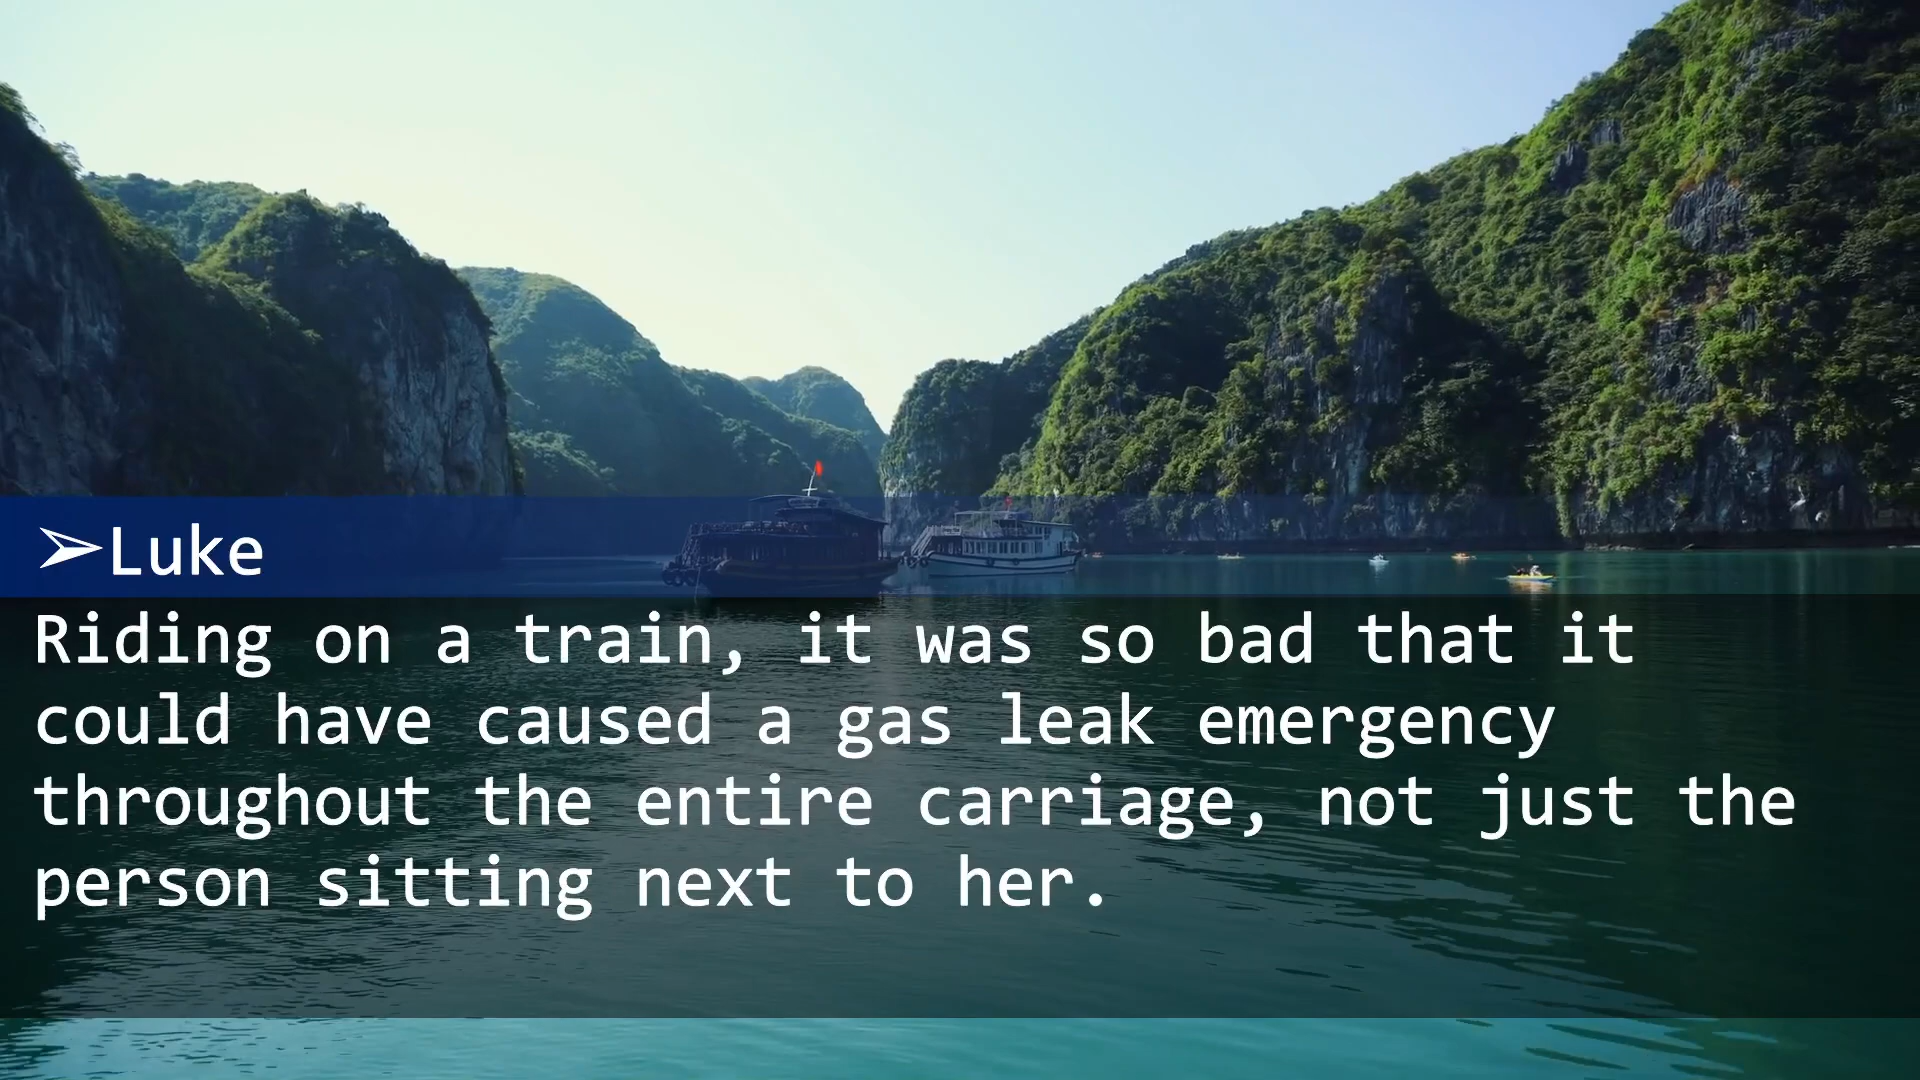 ➢Luke
Riding on a train, it was so bad that it
could have caused a gas leak emergency
throughout the entire carriage, not just the
person sitting next to her.